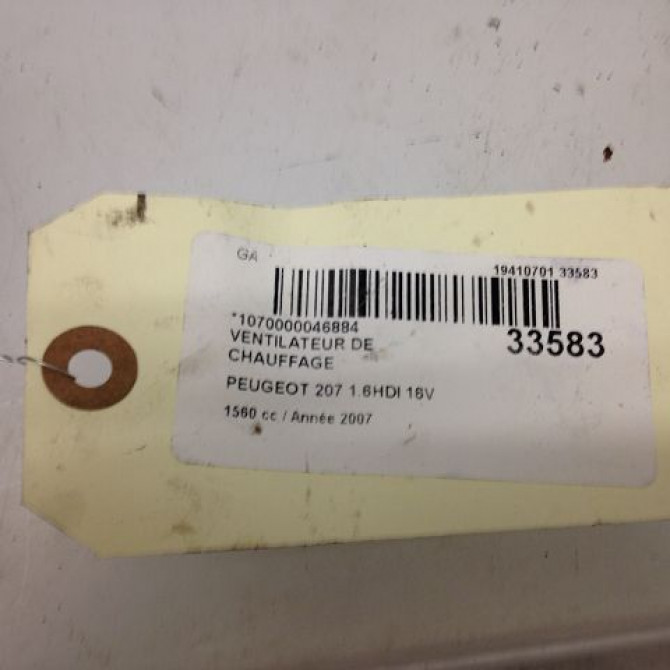 GA
19410701 33583
*1070000046884
33583
VENTILATEUR DE
CHAUFFAGE
PEUGEOT 207 1.6HDI 16V
1560 cc / Année 2007